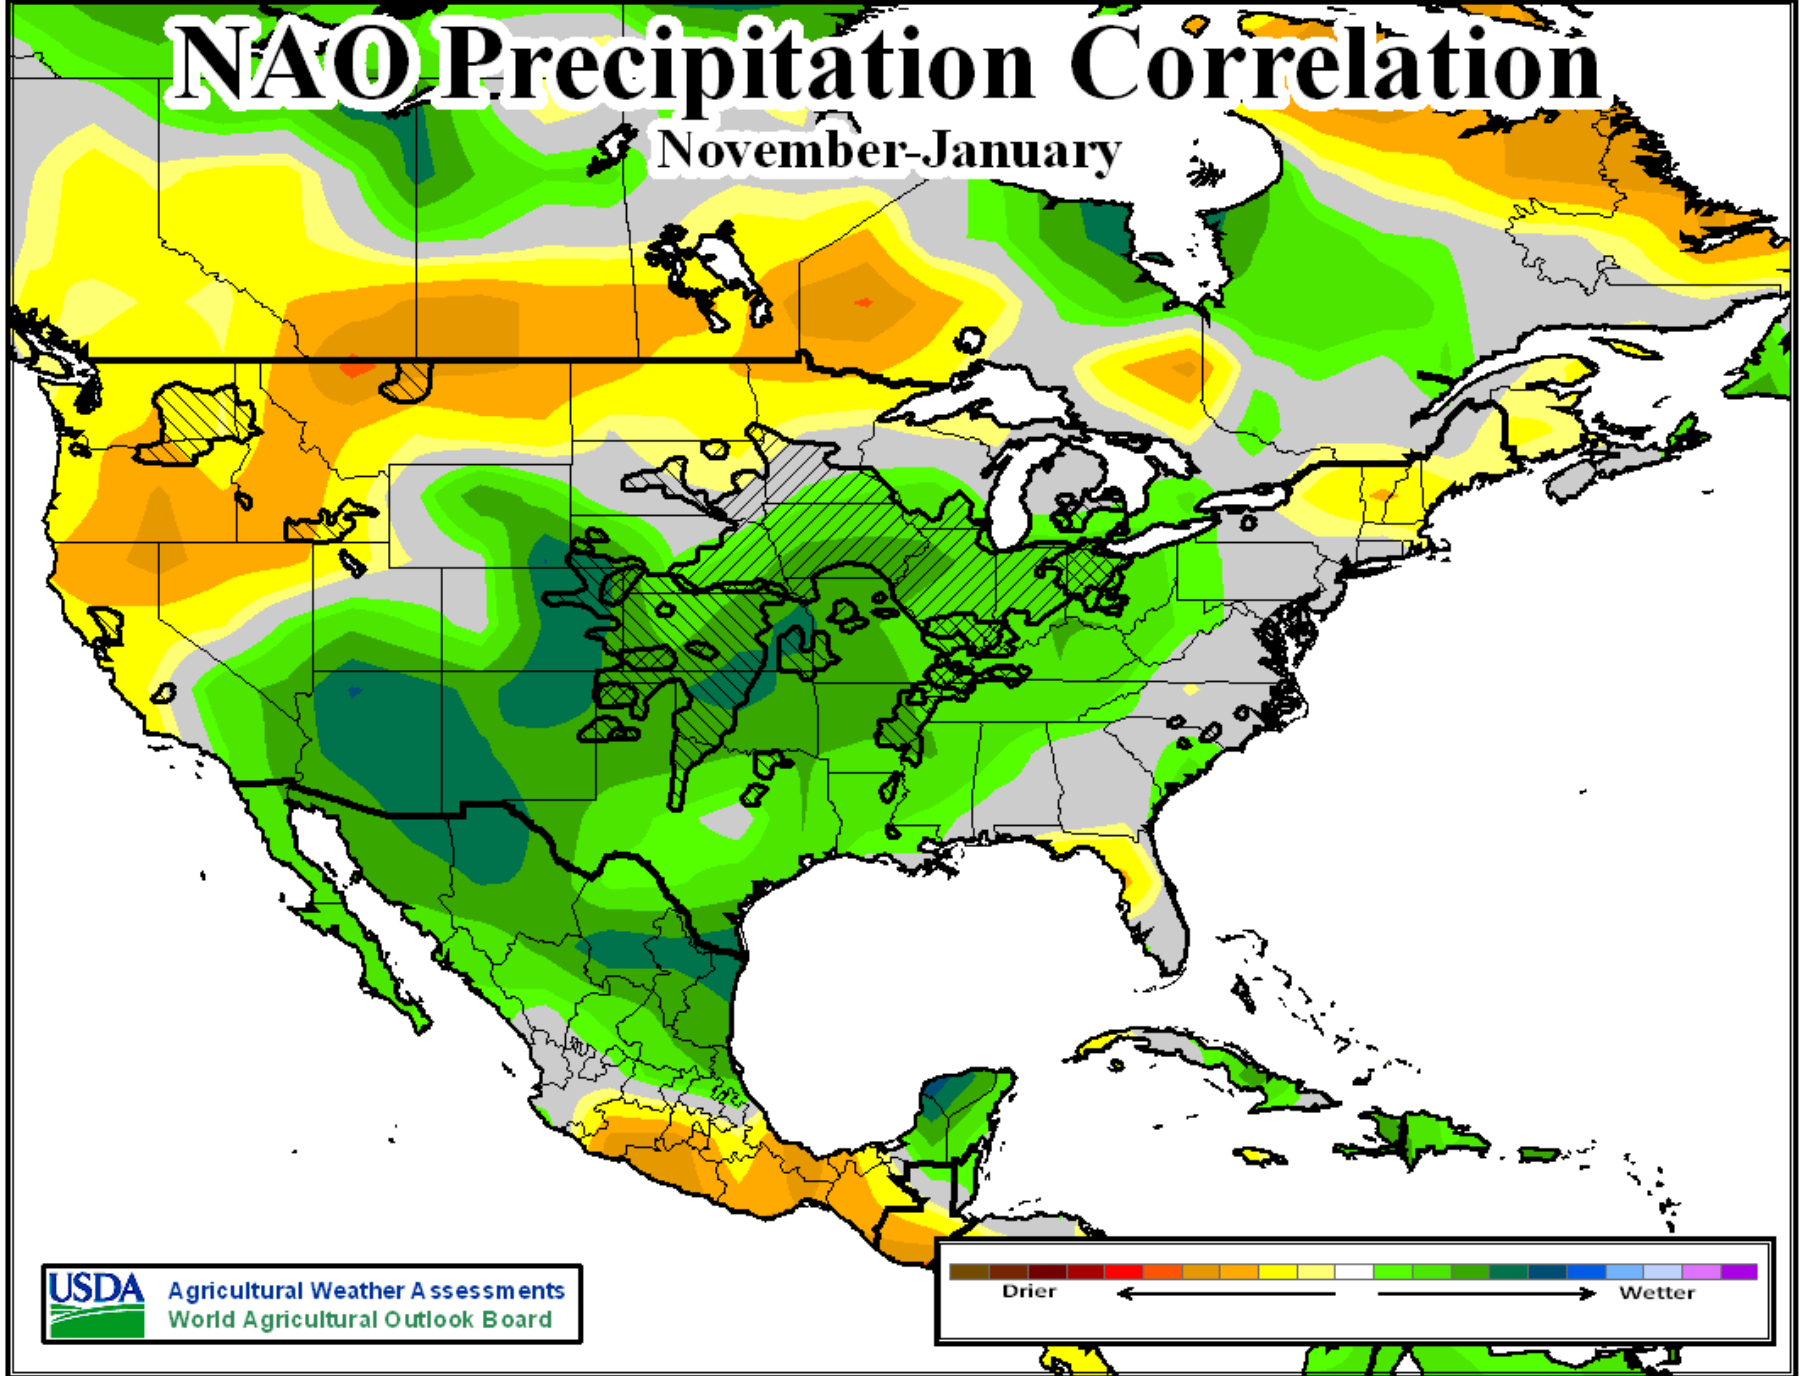 NAO Precipitation Correlation
November-January
USDA
Agricultural Weather Assessments
World Agricultural Outlook Board
Drier
Wetter